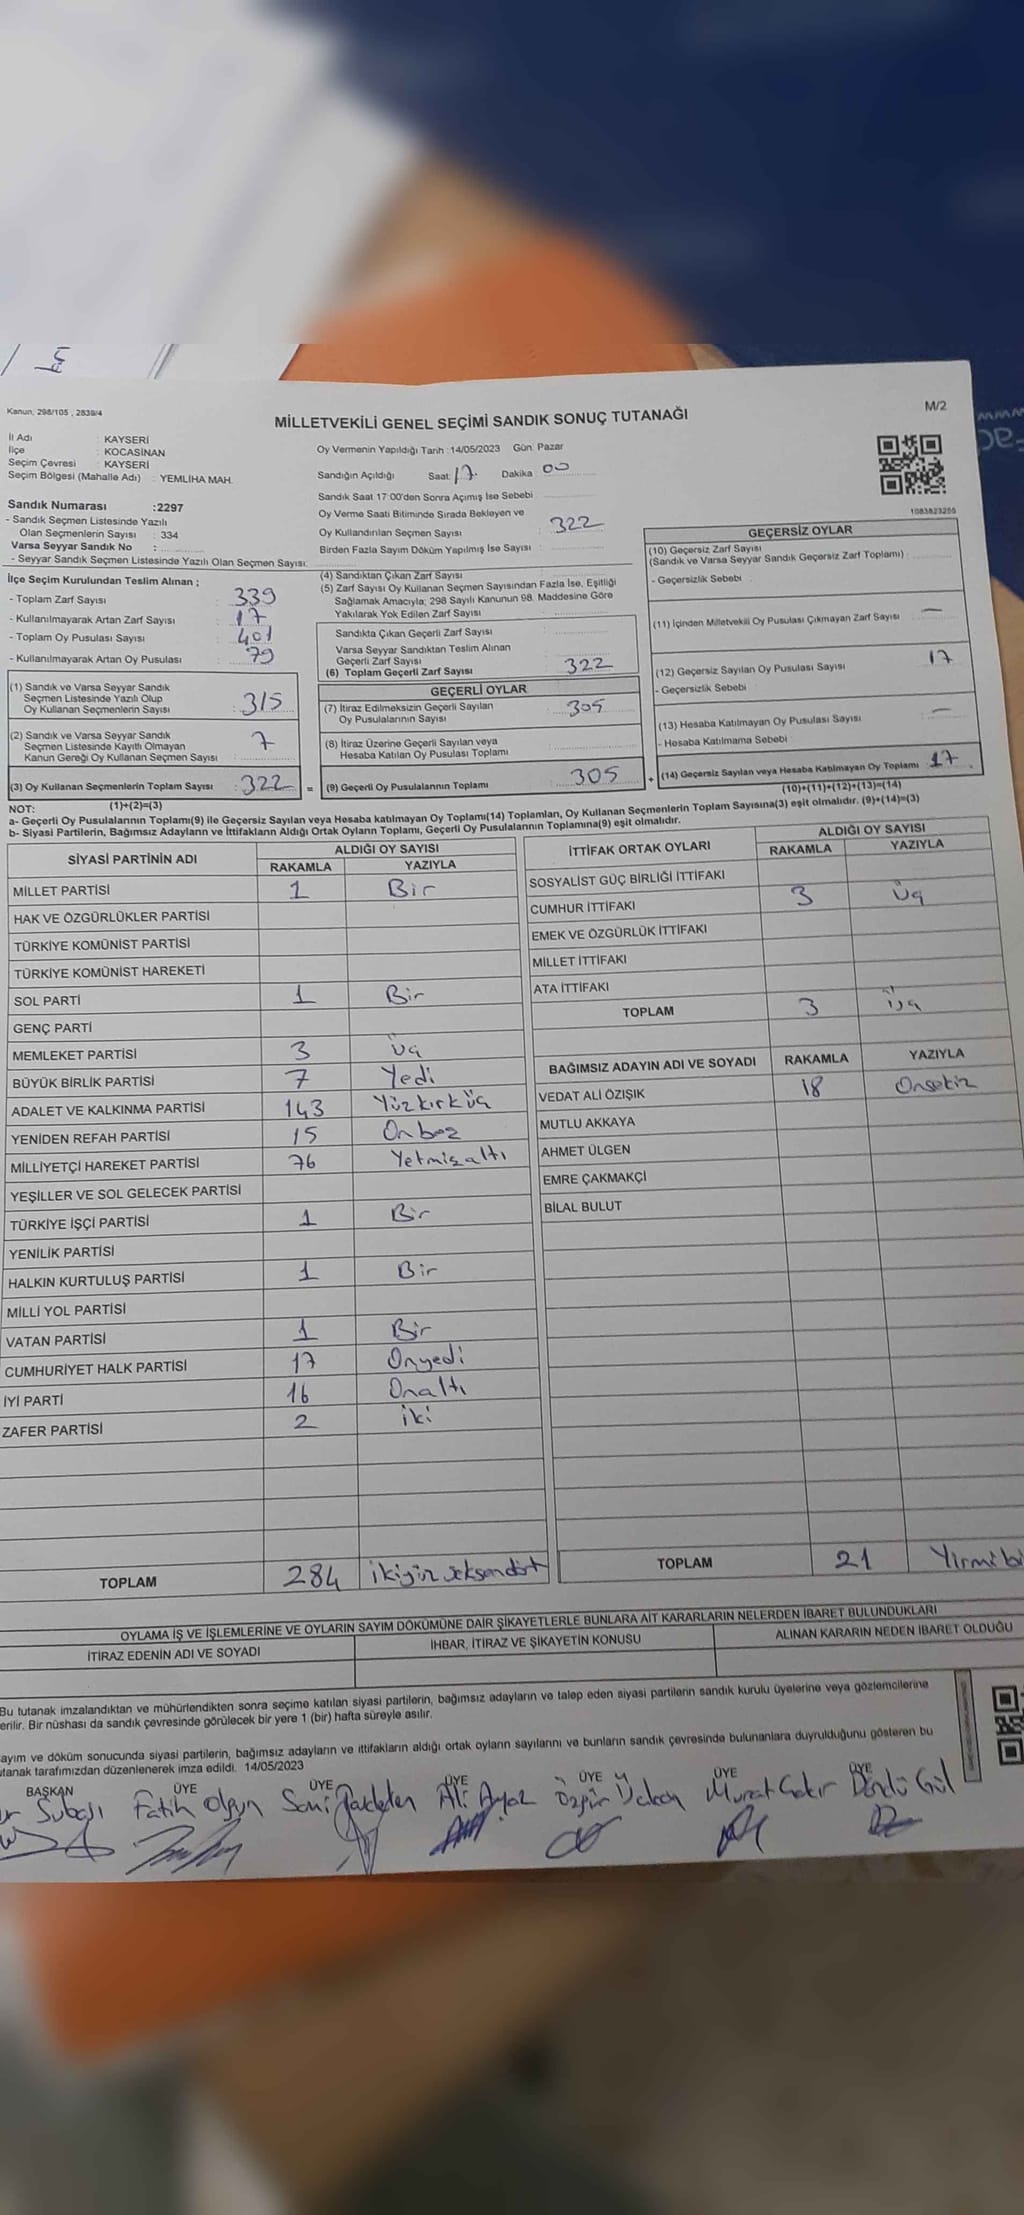 Kanun, 298/105 , 2839/4
MİLLETVEKİLİ GENEL SEÇİMİ SANDIK SONUÇ TUTANAĞI
M/2
İl Adı : KAYSERİ
İlçe : KOCASİNAN
Seçim Çevresi : KAYSERİ
Seçim Bölgesi (Mahalle Adı) : YEMLİHA MAH.
Sandık Numarası :2297
- Sandık Seçmen Listesinde Yazılı
Olan Seçmenlerin Sayısı : 334
Varsa Seyyar Sandık No :
- Seyyar Sandık Seçmen Listesinde Yazılı Olan Seçmen Sayısı:
Oy Vermenin Yapıldığı Tarih :14/05/2023 Gün: Pazar
Sandığın Açıldığı Saat: 17 Dakika 00
Sandık Saat 17:00'den Sonra Açımış İse Sebebi
Oy Verme Saati Bitiminde Sırada Bekleyen ve
Oy Kullandırılan Seçmen Sayısı : 322
Birden Fazla Sayım Döküm Yapılmış İse Sayısı :
1083823255
İlçe Seçim Kurulundan Teslim Alınan ;
- Toplam Zarf Sayısı : 339
- Kullanılmayarak Artan Zarf Sayısı : 17
- Toplam Oy Pusulası Sayısı : 401
- Kullanılmayarak Artan Oy Pusulası : 79
(1) Sandık ve Varsa Seyyar Sandık
Seçmen Listesinde Yazılı Olup
Oy Kullanan Seçmenlerin Sayısı : 315
(2) Sandık ve Varsa Seyyar Sandık
Seçmen Listesinde Kayıtlı Olmayan
Kanun Gereği Oy Kullanan Seçmen Sayısı : 7
(3) Oy Kullanan Seçmenlerin Toplam Sayısı : 322 =
(1)+(2)=(3)
(4) Sandıktan Çıkan Zarf Sayısı
(5) Zarf Sayısı Oy Kullanan Seçmen Sayısından Fazla İse, Eşitliği
Sağlamak Amacıyla; 298 Sayılı Kanunun 98. Maddesine Göre
Yakılarak Yok Edilen Zarf Sayısı
Sandıkta Çıkan Geçerli Zarf Sayısı
Varsa Seyyar Sandıktan Teslim Alınan
Geçerli Zarf Sayısı
(6) Toplam Geçerli Zarf Sayısı : 322
GEÇERLİ OYLAR
(7) İtiraz Edilmeksizin Geçerli Sayılan
Oy Pusulalarının Sayısı : 305
(8) İtiraz Üzerine Geçerli Sayılan veya
Hesaba Katılan Oy Pusulası Toplamı
(9) Geçerli Oy Pusulalarının Toplamı : 305 +
GEÇERSİZ OYLAR
(10) Geçersiz Zarf Sayısı
(Sandık ve Varsa Seyyar Sandık Geçersiz Zarf Toplamı)
- Geçersizlik Sebebi
(11) İçinden Milletvekili Oy Pusulası Çıkmayan Zarf Sayısı : —
(12) Geçersiz Sayılan Oy Pusulası Sayısı : 17
- Geçersizlik Sebebi
(13) Hesaba Katılmayan Oy Pusulası Sayısı : —
- Hesaba Katılmama Sebebi :
(14) Geçersiz Sayılan veya Hesaba Katılmayan Oy Toplamı : 17
(10)+(11)+(12)+(13)=(14)
NOT:
a- Geçerli Oy Pusulalarının Toplamı(9) ile Geçersiz Sayılan veya Hesaba katılmayan Oy Toplamı(14) Toplamları, Oy Kullanan Seçmenlerin Toplam Sayısına(3) eşit olmalıdır. (9)+(14)=(3)
b- Siyasi Partilerin, Bağımsız Adayların ve İttifakların Aldığı Ortak Oyların Toplamı, Geçerli Oy Pusulalarının Toplamına(9) eşit olmalıdır.
SİYASİ PARTİNİN ADI ALDIĞI OY SAYISI
RAKAMLA YAZIYLA
MİLLET PARTİSİ 1 Bir
HAK VE ÖZGÜRLÜKLER PARTİSİ
TÜRKİYE KOMÜNİST PARTİSİ
TÜRKİYE KOMÜNİST HAREKETİ
SOL PARTİ 1 Bir
GENÇ PARTİ
MEMLEKET PARTİSİ 3 Üç
BÜYÜK BİRLİK PARTİSİ 7 Yedi
ADALET VE KALKINMA PARTİSİ 143 Yüzkırküç
YENİDEN REFAH PARTİSİ 15 Onbeş
MİLLİYETÇİ HAREKET PARTİSİ 76 Yetmişaltı
YEŞİLLER VE SOL GELECEK PARTİSİ
TÜRKİYE İŞÇİ PARTİSİ 1 Bir
YENİLİK PARTİSİ
HALKIN KURTULUŞ PARTİSİ 1 Bir
MİLLİ YOL PARTİSİ
VATAN PARTİSİ 1 Bir
CUMHURİYET HALK PARTİSİ 17 Onyedi
İYİ PARTİ 16 Onaltı
ZAFER PARTİSİ 2 iki
TOPLAM 284 ikiyüzseksendört
İTTİFAK ORTAK OYLARI ALDIĞI OY SAYISI
RAKAMLA YAZIYLA
SOSYALİST GÜÇ BİRLİĞİ İTTİFAKI
CUMHUR İTTİFAKI 3 Üç
EMEK VE ÖZGÜRLÜK İTTİFAKI
MİLLET İTTİFAKI
ATA İTTİFAKI
TOPLAM 3 Üç
BAĞIMSIZ ADAYIN ADI VE SOYADI RAKAMLA YAZIYLA
VEDAT ALİ ÖZIŞIK 18 Onsekiz
MUTLU AKKAYA
AHMET ÜLGEN
EMRE ÇAKMAKÇİ
BİLAL BULUT
TOPLAM 21 Yirmibi
OYLAMA İŞ VE İŞLEMLERİNE VE OYLARIN SAYIM DÖKÜMÜNE DAİR ŞİKAYETLERLE BUNLARA AİT KARARLARIN NELERDEN İBARET BULUNDUKLARI
İTİRAZ EDENİN ADI VE SOYADI İHBAR, İTİRAZ VE ŞİKAYETİN KONUSU ALINAN KARARIN NEDEN İBARET OLDUĞU
Bu tutanak imzalandıktan ve mühürlendikten sonra seçime katılan siyasi partilerin, bağımsız adayların ve talep eden siyasi partilerin sandık kurulu üyelerine veya gözlemcilerine
erilir. Bir nüshası da sandık çevresinde görülecek bir yere 1 (bir) hafta süreyle asılır.
ayım ve döküm sonucunda siyasi partilerin, bağımsız adayların ve ittifakların aldığı ortak oyların sayılarını ve bunların sandık çevresinde bulunanlara duyurulduğunu gösteren bu
utanak tarafımızdan düzenlenerek imza edildi. 14/05/2023
BAŞKAN ÜYE ÜYE ÜYE ÜYE ÜYE ÜYE
Subaşı Fatih Olgun Sami Ali Ayaz Özgür Murat Çakır Döndü Gül